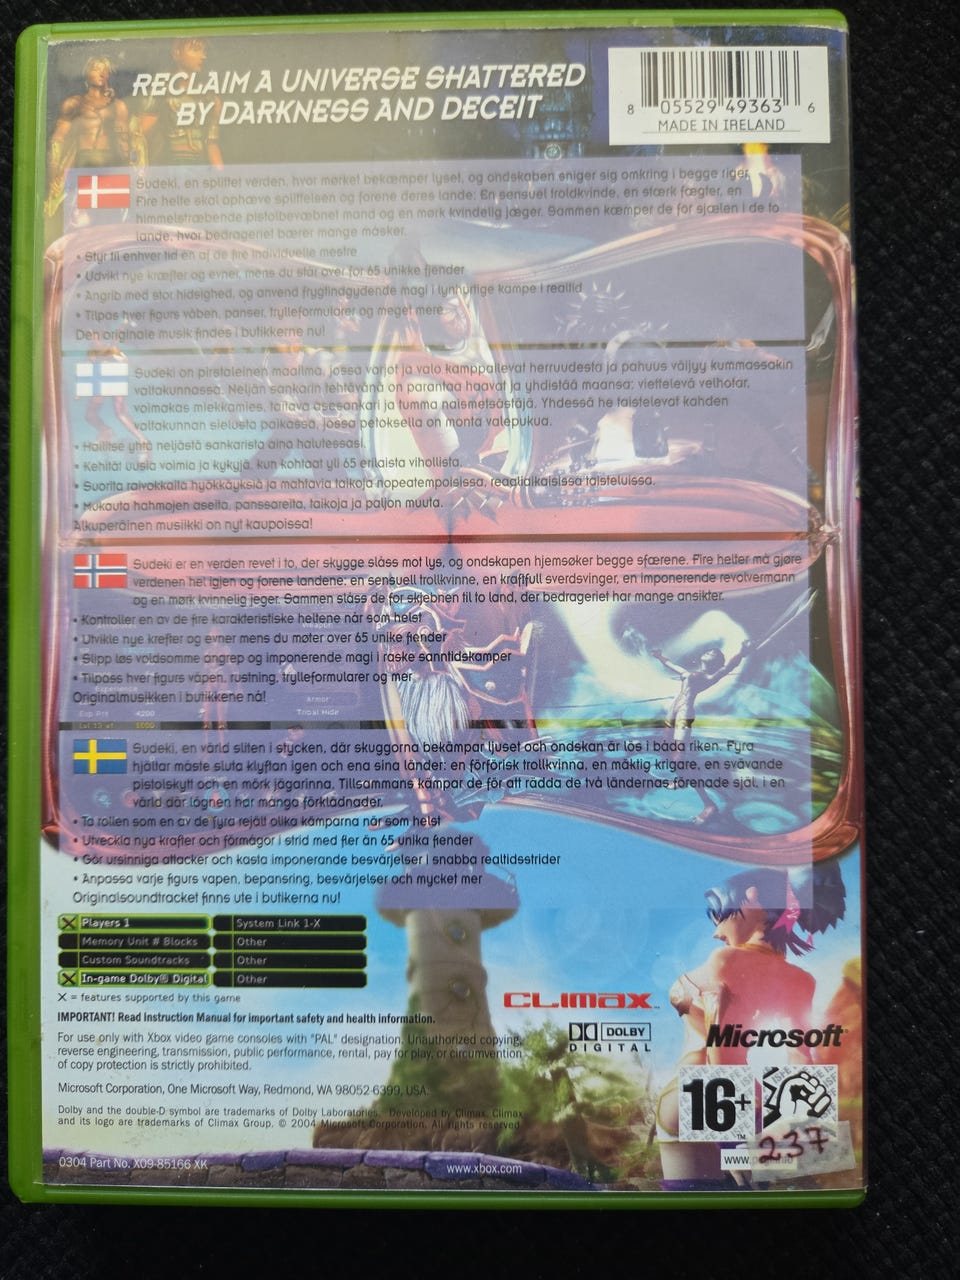 RECLAIM A UNIVERSE SHATTERED
BY DARKNESS AND DECEIT
8 05529 49363 6
MADE IN IRELAND
Sudeki, en splittet verden, hvor mørket bekæmper lyset, og ondskaben sniger sig omkring i begge riger.
Fire helte skal ophæve splittelsen og forene deres lande: En sensuel troldkvinde, en stærk fægter, en
himmelstræbende pistolbevæbnet mand og en mørk kvindelig jæger. Sammen kæmper de for sjælen i de to
lande, hvor bedrageriet bærer mange masker.
• Styr til enhver tid en af de fire individuelle mestre
• Udvikl nye kræfter og evner, mens du står over for 65 unikke fjender
• Angrib med stor hidsighed, og anvend frygtindgydende magi i lynhurtige kampe i realtid
• Tilpas hver figurs våben, panser, trylleformularer og meget mere
Den originale musik findes i butikkerne nu!
Sudeki on pirstaleinen maailma, jossa varjot ja valo kamppailevat herruudesta ja pahuus väijyy kummassakin
valtakunnassa. Neljän sankarin tehtävänä on parantaa haavat ja yhdistää maansa: viettelevä velhotar,
voimakas miekkamies, taitava asesankari ja tumma naismetsästäjä. Yhdessä he taistelevat kahden
valtakunnan sielusta paikassa, jossa petoksella on monta valepukua.
• Hallitse yhtä neljästä sankarista aina halutessasi.
• Kehität uusia voimia ja kykyjä, kun kohtaat yli 65 erilaista vihollista.
• Suorita raivokkaita hyökkäyksiä ja mahtavia taikoja nopeatempoisissa, reaaliaikaisissa taisteluissa.
• Mukauta hahmojen aseita, panssareita, taikoja ja paljon muuta.
Alkuperäinen musiikki on nyt kaupoissa!
Sudeki er en verden revet i to, der skygge slåss mot lys, og ondskapen hjemsøker begge sfærene. Fire helter må gjøre
verdenen hel igjen og forene landene: en sensuell trollkvinne, en kraftfull sverdsvinger, en imponerende revolvermann
og en mørk kvinnelig jeger. Sammen slåss de for skjebnen til to land, der bedrageriet har mange ansikter.
• Kontroller en av de fire karakteristiske heltene når som helst
• Utvikle nye krefter og evner mens du møter over 65 unike fiender
• Slipp løs voldsomme angrep og imponerende magi i raske sanntidskamper
• Tilpass hver figurs våpen, rustning, trylleformularer og mer
Originalmusikken i butikkene nå!
Experience
Exp Pts 4200
Armor
Tribal Hide
Sudeki, en värld sliten i stycken, där skuggorna bekämpar ljuset och ondskan är lös i båda riken. Fyra
hjältar måste sluta klyftan igen och ena sina länder: en förförisk trollkvinna, en mäktig krigare, en svävande
pistolskytt och en mörk jägarinna. Tillsammans kämpar de för att rädda de två ländernas förenade själ, i en
värld där lögnen har många förklädnader.
• Ta rollen som en av de fyra rejält olika kämparna när som helst
• Utveckla nya krafter och förmågor i strid med fler än 65 unika fiender
• Gör ursinniga attacker och kasta imponerande besvärjelser i snabba realtidsstrider
• Anpassa varje figurs vapen, bepansring, besvärjelser och mycket mer
Originalsoundtracket finns ute i butikerna nu!
X Players 1 System Link 1-X
Memory Unit # Blocks Other
Custom Soundtracks Other
X In-game Dolby® Digital Other
X = features supported by this game
IMPORTANT! Read Instruction Manual for important safety and health information.
For use only with Xbox video game consoles with "PAL" designation. Unauthorized copying,
reverse engineering, transmission, public performance, rental, pay for play, or circumvention
of copy protection is strictly prohibited.
Microsoft Corporation, One Microsoft Way, Redmond, WA 98052-6399, USA.
Dolby and the double-D symbol are trademarks of Dolby Laboratories. Developed by Climax. Climax
and its logo are trademarks of Climax Group. © 2004 Microsoft Corporation. All rights reserved.
CLIMAX™
DOLBY
DIGITAL
Microsoft®
16+
™
237
www.
0304 Part No. X09-85166 XK
www.xbox.com